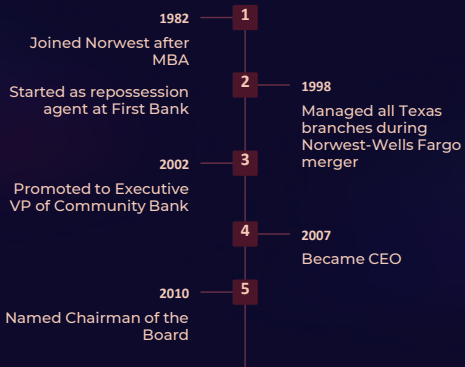 1
1982
Joined Norwest after
MBA
Started as repossession
agent at First Bank
2
1998
Managed all Texas
branches during
Norwest-Wells Fargo
merger
3
2002
Promoted to Executive
VP of Community Bank
4
2007
Became CEO
5
2010
Named Chairman of the
Board